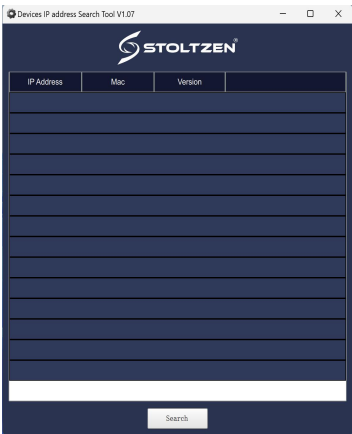 Devices IP address Search Tool V1.07
STOLTZEN®
IP Address Mac Version
Search